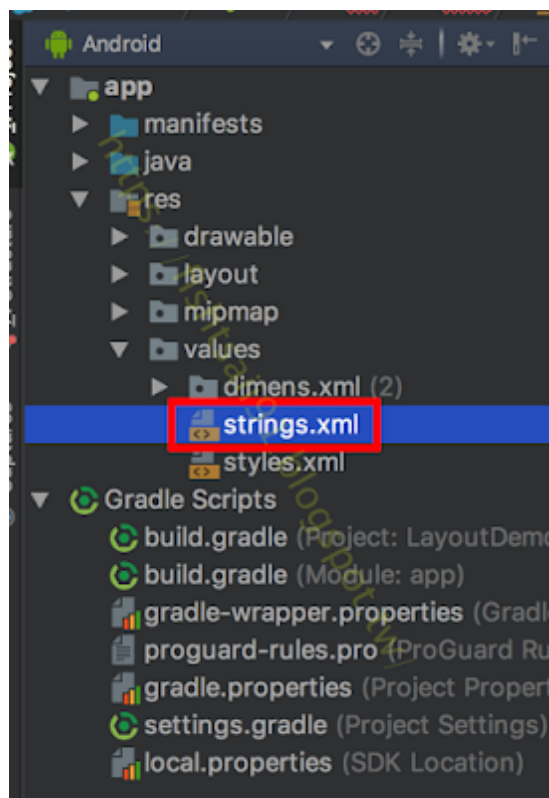 Android
app
manifests
java
res
drawable
layout
mipmap
values
dimens.xml (2)
strings.xml
styles.xml
Gradle Scripts
build.gradle (Project: LayoutDemo
build.gradle (Module: app)
gradle-wrapper.properties (Gradl
proguard-rules.pro (ProGuard Ru
gradle.properties (Project Propert
settings.gradle (Project Settings)
local.properties (SDK Location)